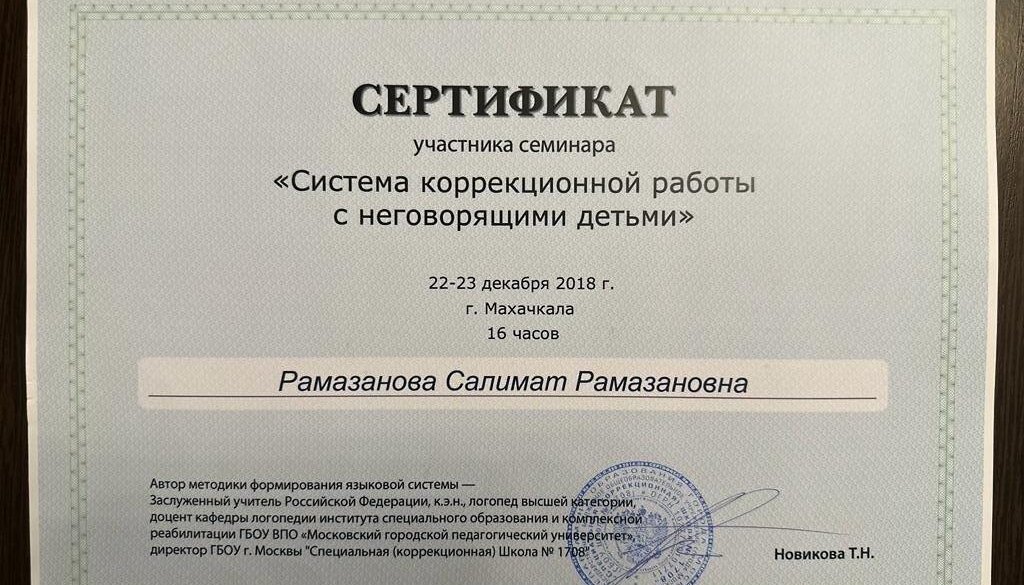 СЕРТИФИКАТ
участника семинара
«Система коррекционной работы
с неговорящими детьми»
22-23 декабря 2018 г.
г. Махачкала
16 часов
Рамазанова Салимат Рамазановна
Автор методики формирования языковой системы —
Заслуженный учитель Российской Федерации, к.э.н., логопед высшей категории,
доцент кафедры логопедии института специального образования и комплексной
реабилитации ГБОУ ВПО «Московский городской педагогический университет»,
директор ГБОУ г. Москвы "Специальная (коррекционная) Школа № 1708"
Новикова Т.Н.